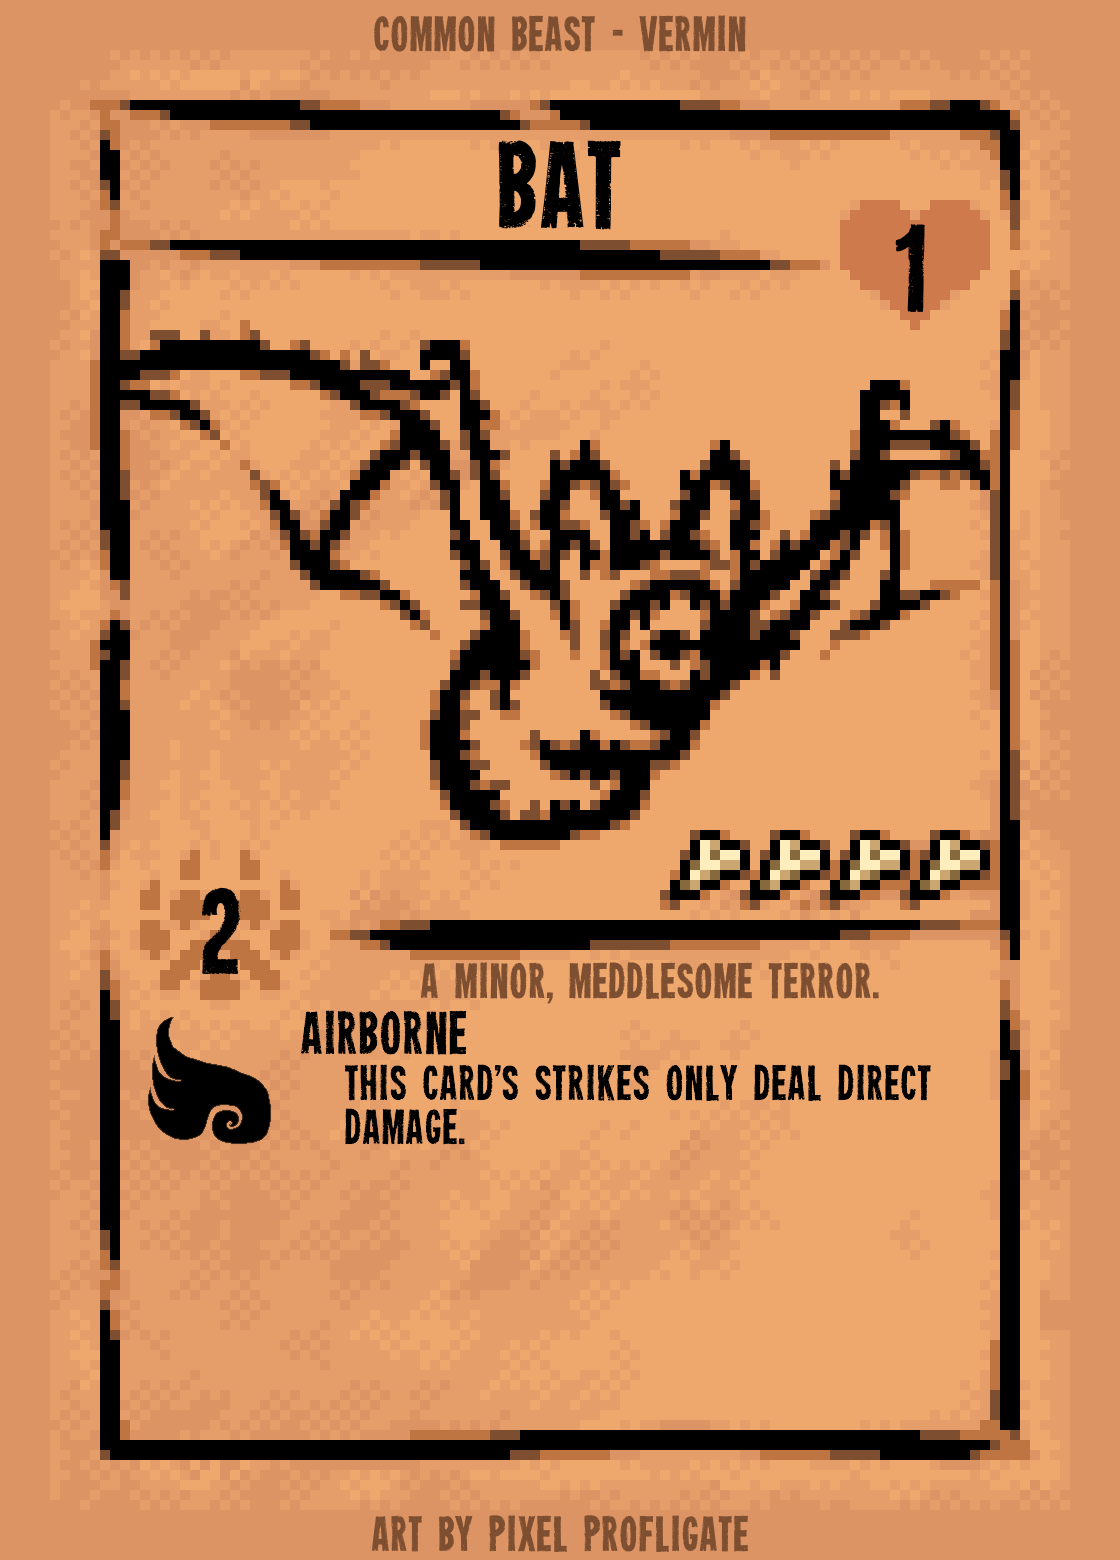 COMMON BEAST - VERMIN
BAT
1
2
A MINOR, MEDDLESOME TERROR.
AIRBORNE
THIS CARD'S STRIKES ONLY DEAL DIRECT
DAMAGE.
ART BY PIXEL PROFLIGATE